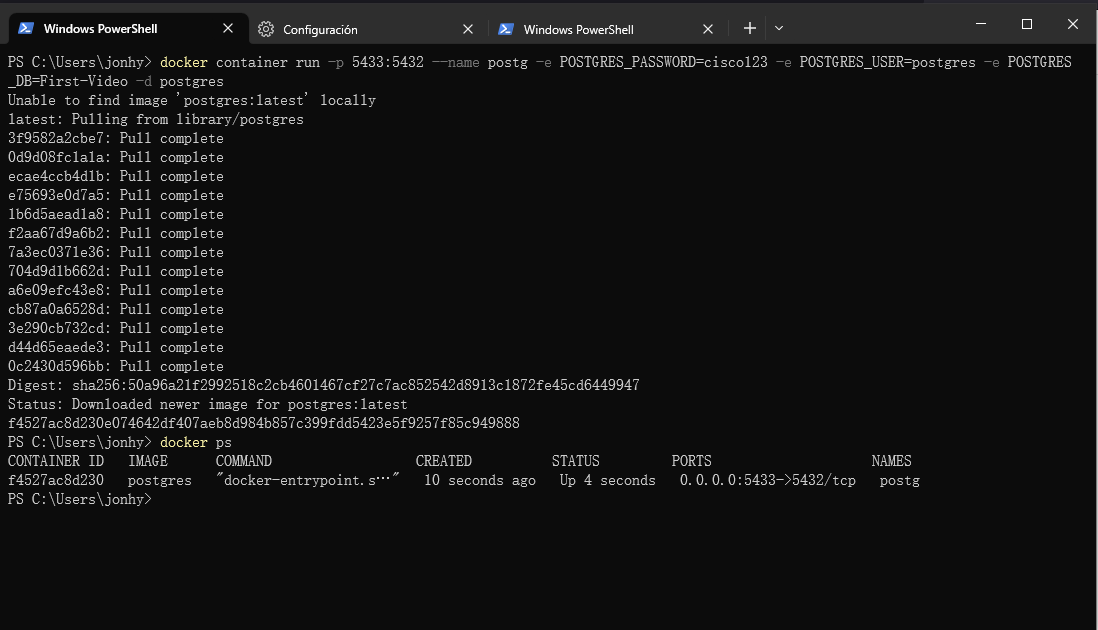 Windows PowerShell
Configuración
Windows PowerShell
PS C:\Users\jonhy> docker container run -p 5433:5432 --name postg -e POSTGRES_PASSWORD=cisco123 -e POSTGRES_USER=postgres -e POSTGRES
_DB=First-Video -d postgres
Unable to find image 'postgres:latest' locally
latest: Pulling from library/postgres
3f9582a2cbe7: Pull complete
0d9d08fc1a1a: Pull complete
ecae4ccb4d1b: Pull complete
e75693e0d7a5: Pull complete
1b6d5aead1a8: Pull complete
f2aa67d9a6b2: Pull complete
7a3ec0371e36: Pull complete
704d9d1b662d: Pull complete
a6e09efc43e8: Pull complete
cb87a0a6528d: Pull complete
3e290cb732cd: Pull complete
d44d65eaede3: Pull complete
0c2430d596bb: Pull complete
Digest: sha256:50a96a21f2992518c2cb4601467cf27c7ac852542d8913c1872fe45cd6449947
Status: Downloaded newer image for postgres:latest
f4527ac8d230e074642df407aeb8d984b857c399fdd5423e5f9257f85c949888
PS C:\Users\jonhy> docker ps
CONTAINER ID   IMAGE      COMMAND                  CREATED          STATUS         PORTS                    NAMES
f4527ac8d230   postgres   "docker-entrypoint.s…"   10 seconds ago   Up 4 seconds   0.0.0.0:5433->5432/tcp   postg
PS C:\Users\jonhy>